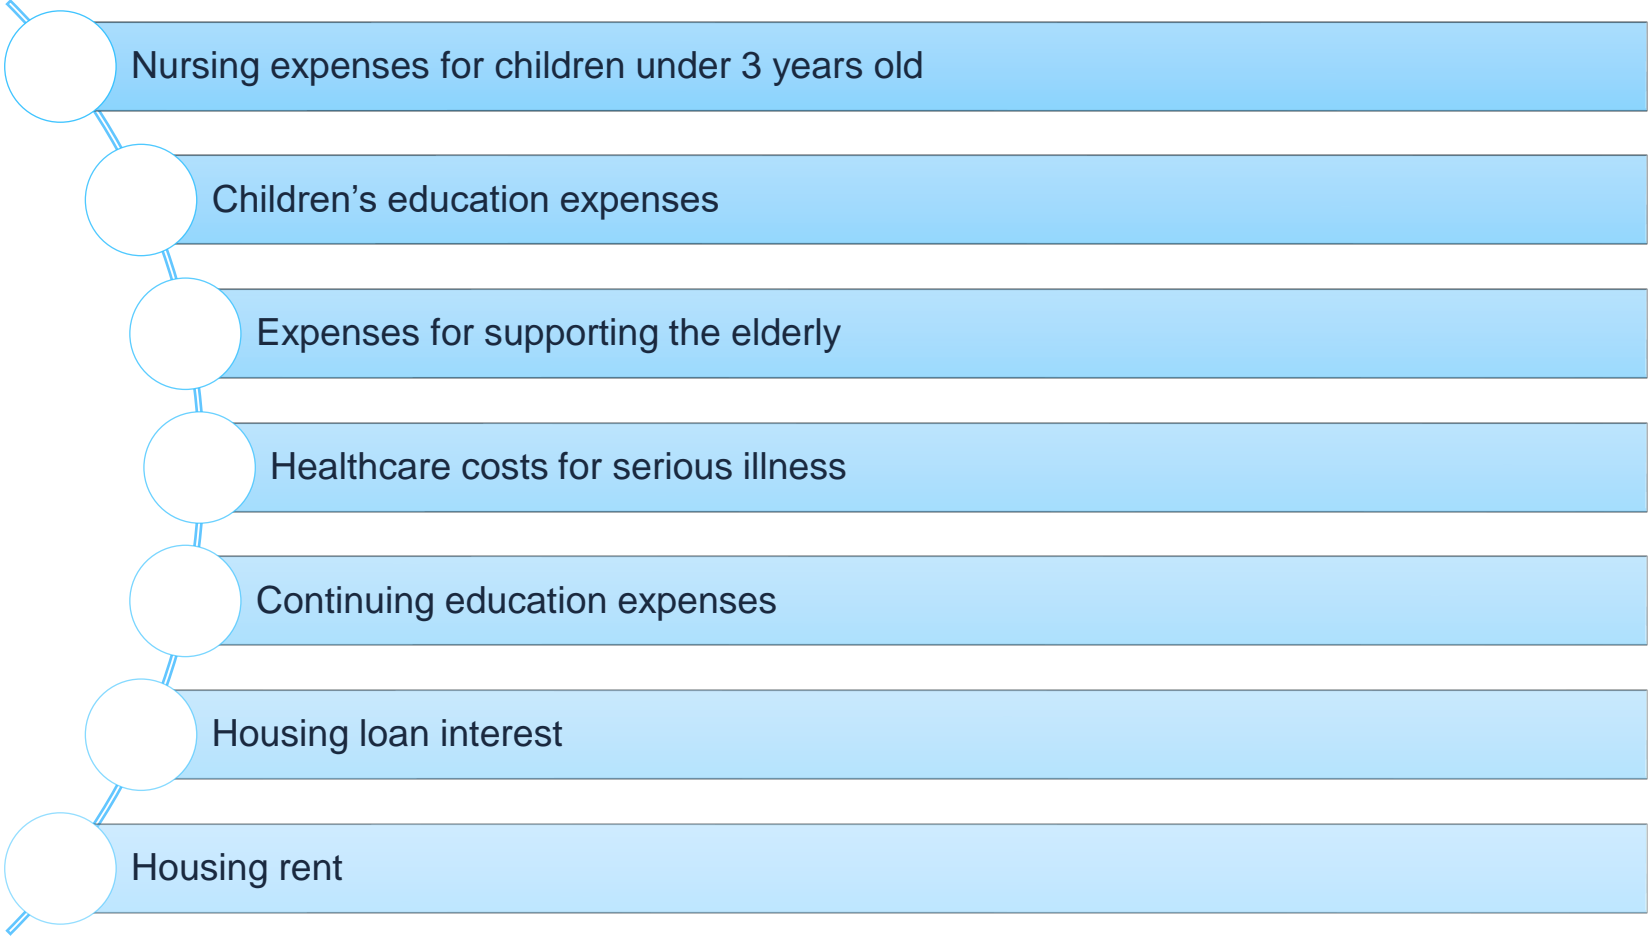 Nursing expenses for children under 3 years old
Children’s education expenses
Expenses for supporting the elderly
Healthcare costs for serious illness
Continuing education expenses
Housing loan interest
Housing rent